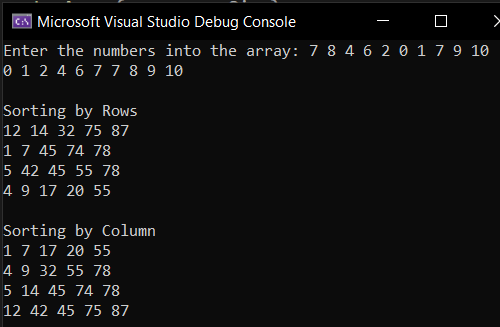 Microsoft Visual Studio Debug Console
Enter the numbers into the array: 7 8 4 6 2 0 1 7 9 10
0 1 2 4 6 7 7 8 9 10
Sorting by Rows
12 14 32 75 87
1 7 45 74 78
5 42 45 55 78
4 9 17 20 55
Sorting by Column
1 7 17 20 55
4 9 32 55 78
5 14 45 74 78
12 42 45 75 87